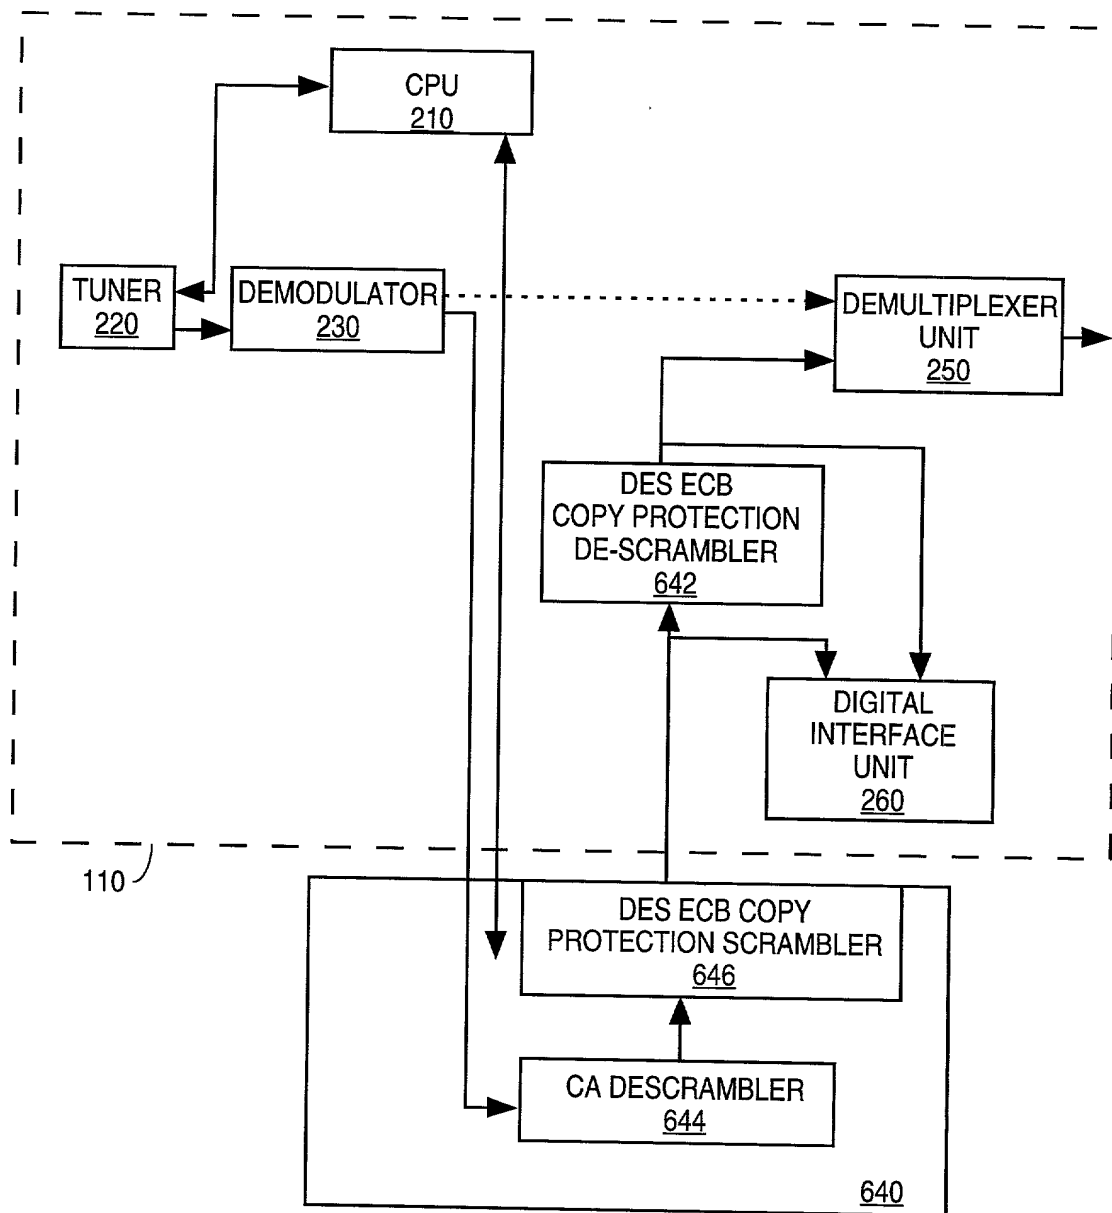 CPU
210
TUNER
220
DEMODULATOR
230
DEMULTIPLEXER
UNIT
250
DES ECB
COPY PROTECTION
DE-SCRAMBLER
642
DIGITAL
INTERFACE
UNIT
260
110
DES ECB COPY
PROTECTION SCRAMBLER
646
CA DESCRAMBLER
644
640